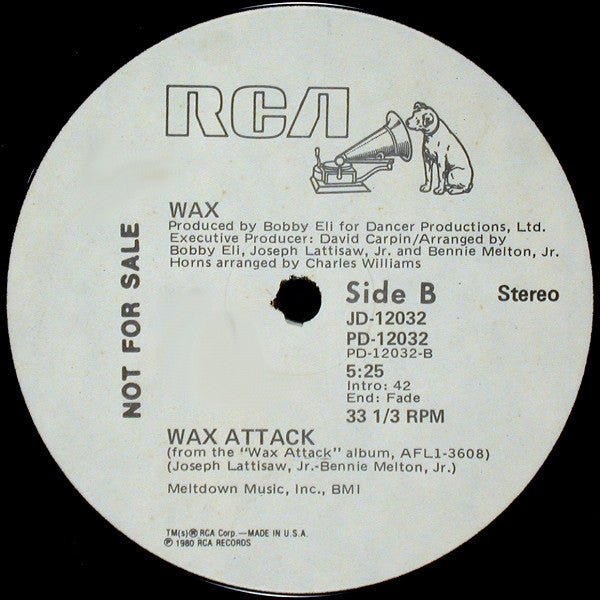 RCA
WAX
Produced by Bobby Eli for Dancer Productions, Ltd.
Executive Producer: David Carpin/Arranged by
Bobby Eli, Joseph Lattisaw, Jr. and Bennie Melton, Jr.
Horns arranged by Charles Williams
NOT FOR SALE
Side B
Stereo
JD-12032
PD-12032
PD-12032-B
5:25
Intro: 42
End: Fade
33 1/3 RPM
WAX ATTACK
(from the "Wax Attack" album, AFL1-3608)
(Joseph Lattisaw, Jr.-Bennie Melton, Jr.)
Meltdown Music, Inc., BMI
TM(s)® RCA Corp.—MADE IN U.S.A.
℗ 1980 RCA RECORDS